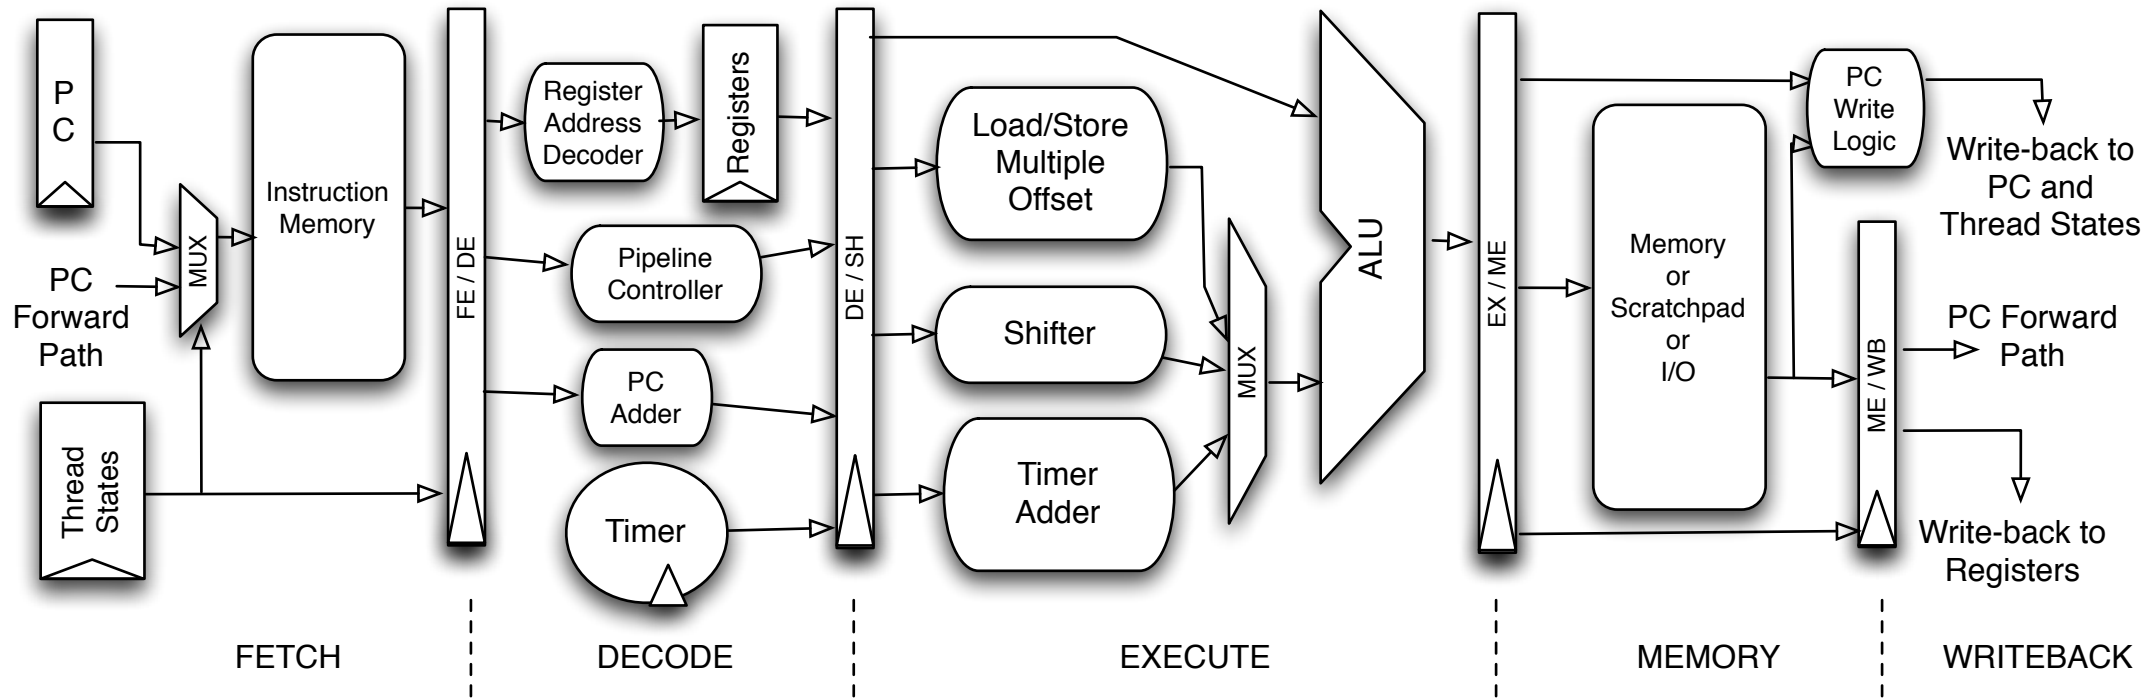 P
C
MUX
PC
Forward
Path
Thread
States
Instruction
Memory
FE / DE
Register
Address
Decoder
Registers
Pipeline
Controller
PC
Adder
Timer
DE / SH
Load/Store
Multiple
Offset
Shifter
Timer
Adder
MUX
ALU
EX / ME
Memory
or
Scratchpad
or
I/O
PC
Write
Logic
ME / WB
Write-back to
PC and
Thread States
PC Forward
Path
Write-back to
Registers
FETCH
DECODE
EXECUTE
MEMORY
WRITEBACK